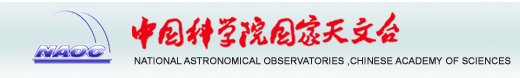 NAOC
中国科学院国家天文台
NATIONAL ASTRONOMICAL OBSERVATORIES ,CHINESE ACADEMY OF SCIENCES